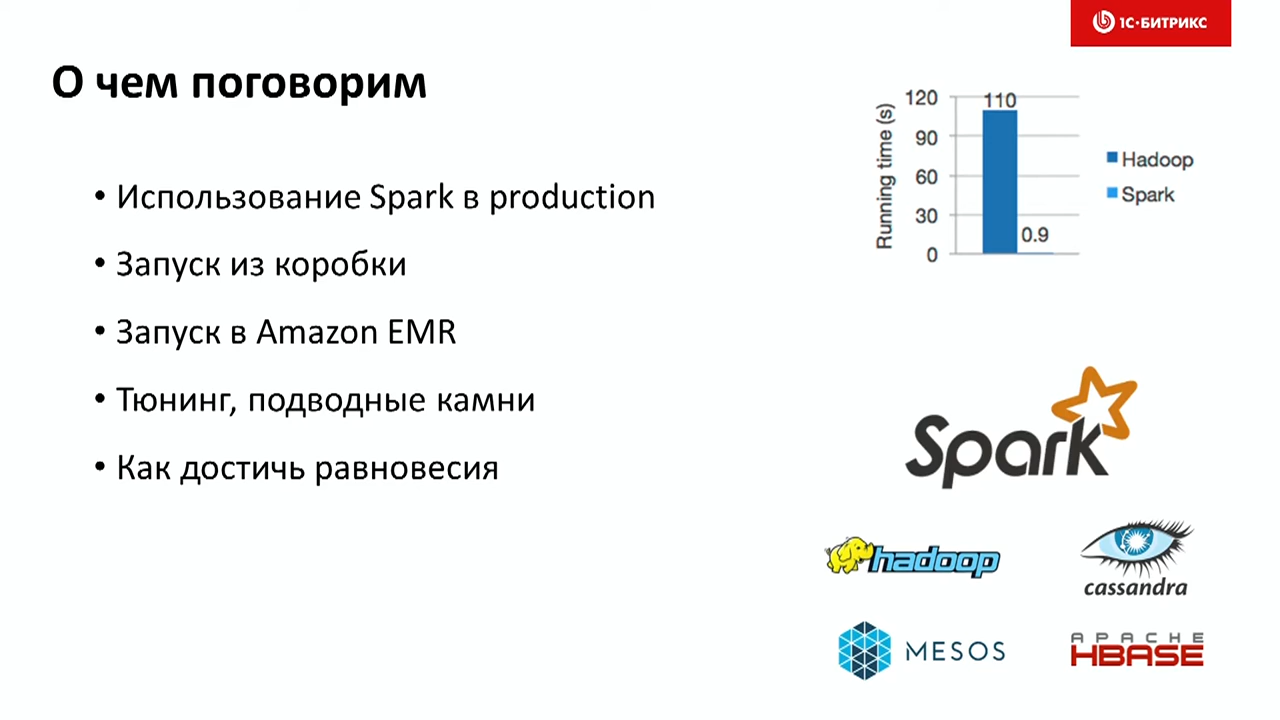 1С-БИТРИКС
О чем поговорим
• Использование Spark в production
• Запуск из коробки
• Запуск в Amazon EMR
• Тюнинг, подводные камни
• Как достичь равновесия
Running time (s)
120
90
60
30
0
110
0.9
Hadoop
Spark
Spark
hadoop
cassandra
MESOS
APACHE
HBASE